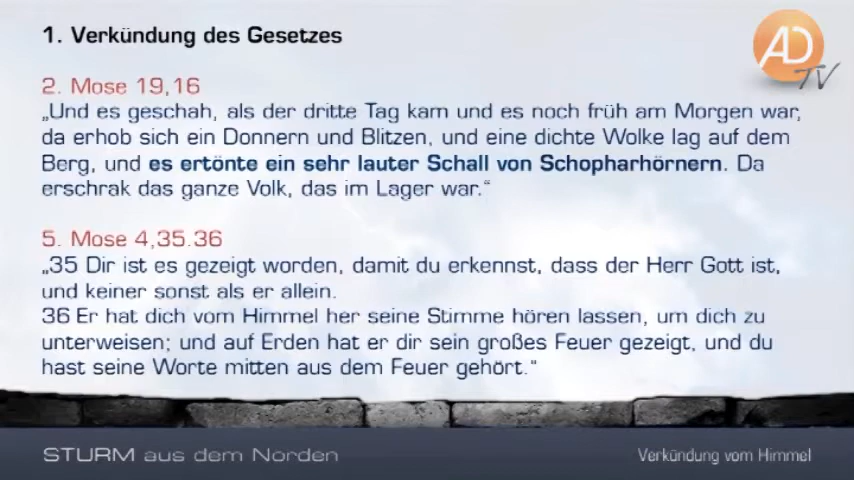 1. Verkündung des Gesetzes
AD
TV
2. Mose 19,16
„Und es geschah, als der dritte Tag kam und es noch früh am Morgen war,
da erhob sich ein Donnern und Blitzen, und eine dichte Wolke lag auf dem
Berg, und es ertönte ein sehr lauter Schall von Schopharhörnern. Da
erschrak das ganze Volk, das im Lager war.“
5. Mose 4,35.36
„35 Dir ist es gezeigt worden, damit du erkennst, dass der Herr Gott ist,
und keiner sonst als er allein.
36 Er hat dich vom Himmel her seine Stimme hören lassen, um dich zu
unterweisen; und auf Erden hat er dir sein großes Feuer gezeigt, und du
hast seine Worte mitten aus dem Feuer gehört.“
STURM aus dem Norden
Verkündung vom Himmel